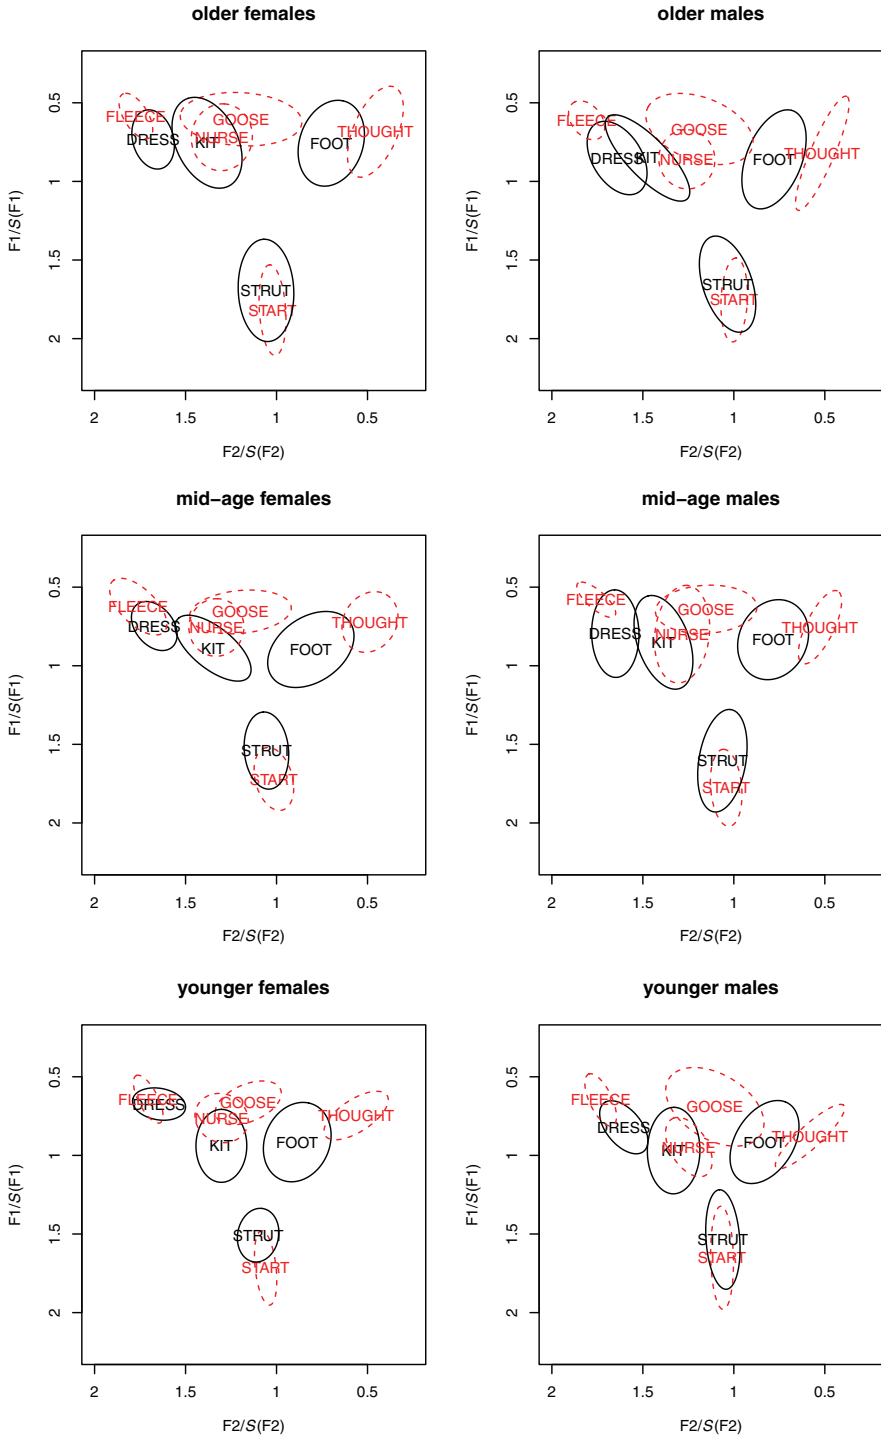 older females
0.5
1
1.5
2
F1/S(F1)
FLEECE
GOOSE
NURSE
DRESS
KIT
FOOT
THOUGHT
STRUT
START
2
1.5
1
0.5
F2/S(F2)
older males
0.5
1
1.5
2
F1/S(F1)
FLEECE
GOOSE
DRESS
KIT
NURSE
FOOT
THOUGHT
STRUT
START
2
1.5
1
0.5
F2/S(F2)
mid−age females
0.5
1
1.5
2
F1/S(F1)
FLEECE
GOOSE
DRESS
NURSE
KIT
FOOT
THOUGHT
STRUT
START
2
1.5
1
0.5
F2/S(F2)
mid−age males
0.5
1
1.5
2
F1/S(F1)
FLEECE
GOOSE
DRESS
NURSE
KIT
FOOT
THOUGHT
STRUT
START
2
1.5
1
0.5
F2/S(F2)
younger females
0.5
1
1.5
2
F1/S(F1)
FLEECE
DRESS
GOOSE
NURSE
KIT
FOOT
THOUGHT
STRUT
START
2
1.5
1
0.5
F2/S(F2)
younger males
0.5
1
1.5
2
F1/S(F1)
FLEECE
GOOSE
DRESS
NURSE
KIT
FOOT
THOUGHT
STRUT
START
2
1.5
1
0.5
F2/S(F2)